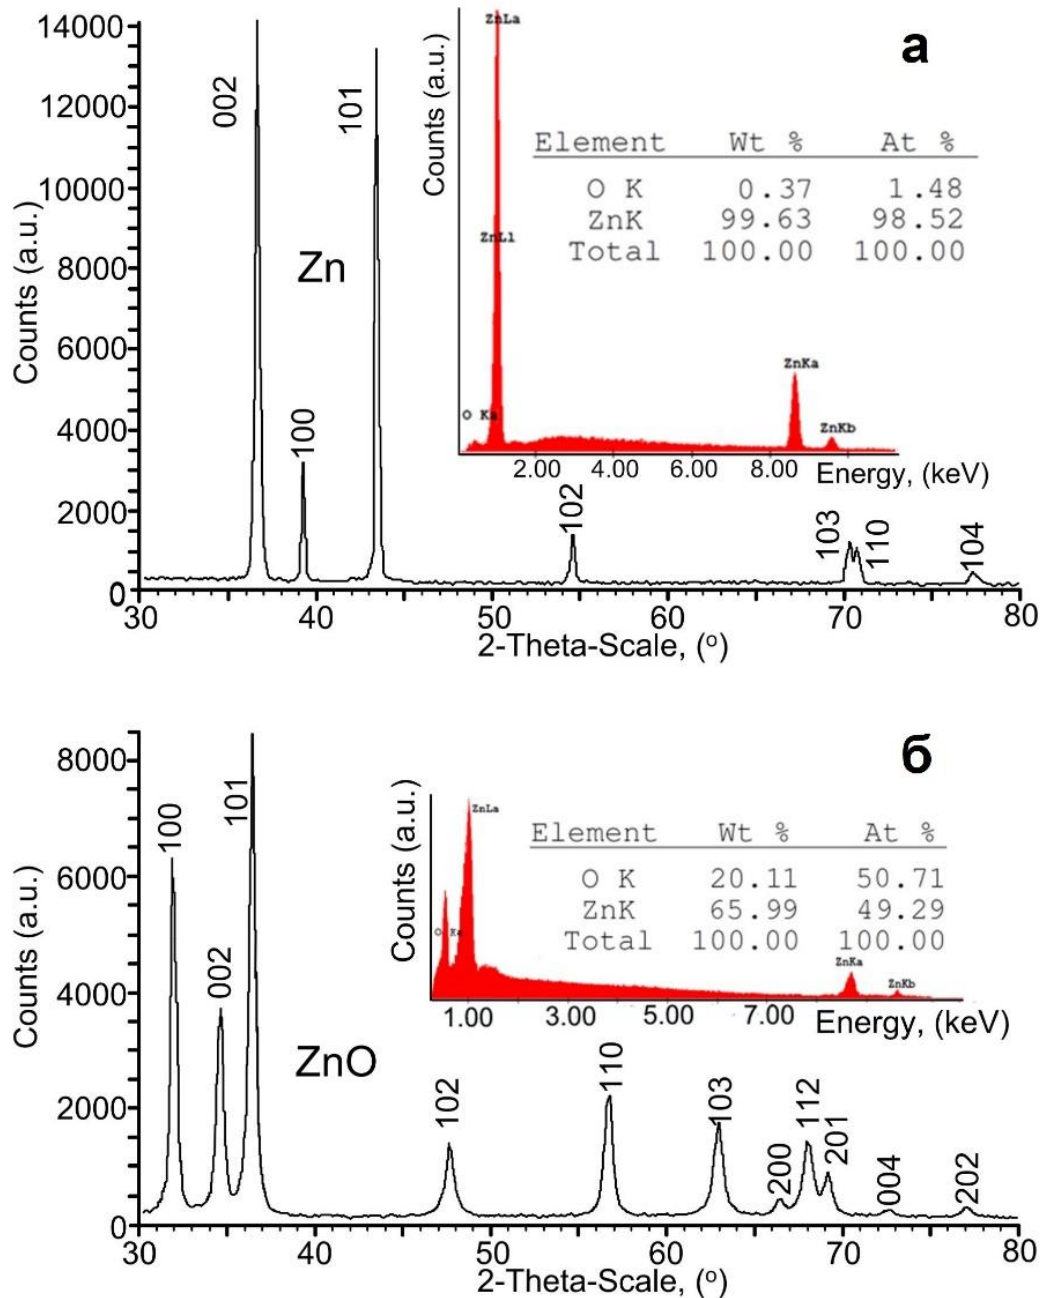 a
14000
12000
10000
8000
6000
4000
2000
0
Counts (a.u.)
002
100
101
102
103
110
104
Zn
30
40
50
60
70
80
2-Theta-Scale, (o)
Counts (a.u.)
ZnLa
ZnLl
O Ka
ZnKa
ZnKb
2.00 4.00 6.00 8.00 Energy, (keV)
Element Wt % At %
O K 0.37 1.48
ZnK 99.63 98.52
Total 100.00 100.00
б
8000
6000
4000
2000
0
Counts (a.u.)
100
002
101
102
110
103
200
112
201
004
202
ZnO
30
40
50
60
70
80
2-Theta-Scale, (o)
Counts (a.u.)
ZnLa
O Ka
ZnKa
ZnKb
1.00 3.00 5.00 7.00 Energy, (keV)
Element Wt % At %
O K 20.11 50.71
ZnK 65.99 49.29
Total 100.00 100.00